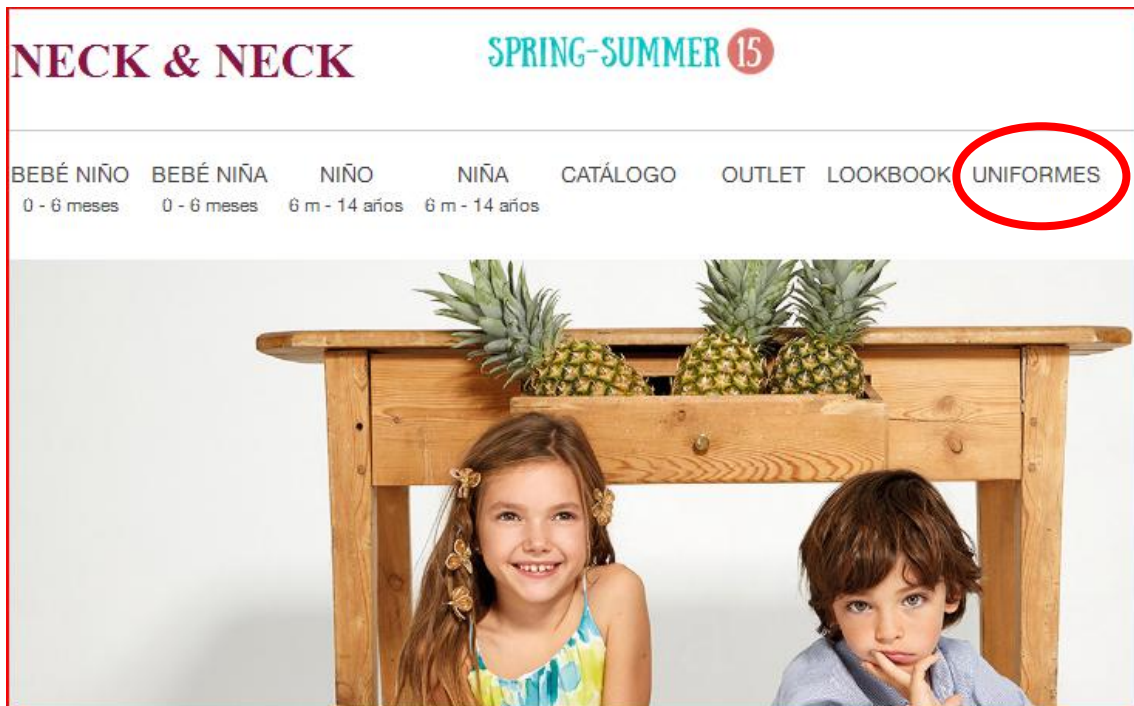 NECK & NECK
SPRING-SUMMER 15
BEBÉ NIÑO BEBÉ NIÑA NIÑO NIÑA CATÁLOGO OUTLET LOOKBOOK UNIFORMES
0 - 6 meses 0 - 6 meses 6 m - 14 años 6 m - 14 años